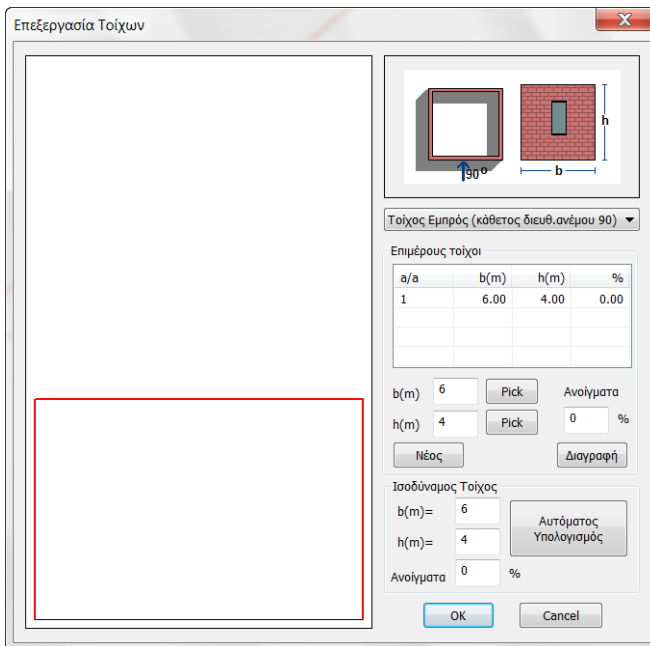 Επεξεργασία Τοίχων
h
90º
b
Τοίχος Εμπρός (κάθετος διευθ.ανέμου 90)
Επιμέρους τοίχοι
a/a b(m) h(m) %
1 6.00 4.00 0.00
b(m) 6 Pick Ανοίγματα
h(m) 4 Pick 0 %
Νέος Διαγραφή
Ισοδύναμος Τοίχος
b(m)= 6
h(m)= 4
Αυτόματος
Υπολογισμός
Ανοίγματα 0 %
OK Cancel